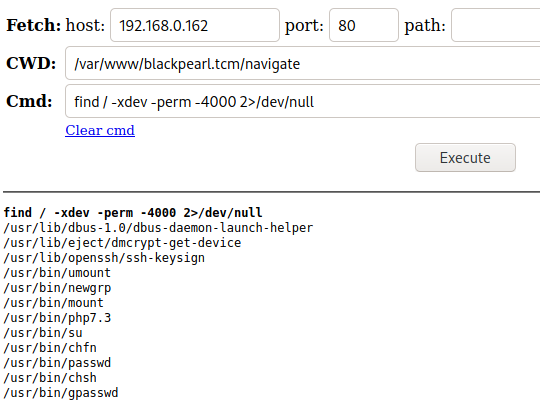 Fetch: host: 192.168.0.162 port: 80 path:
CWD: /var/www/blackpearl.tcm/navigate
Cmd: find / -xdev -perm -4000 2>/dev/null
Clear cmd
Execute
find / -xdev -perm -4000 2>/dev/null
/usr/lib/dbus-1.0/dbus-daemon-launch-helper
/usr/lib/eject/dmcrypt-get-device
/usr/lib/openssh/ssh-keysign
/usr/bin/umount
/usr/bin/newgrp
/usr/bin/mount
/usr/bin/php7.3
/usr/bin/su
/usr/bin/chfn
/usr/bin/passwd
/usr/bin/chsh
/usr/bin/gpasswd